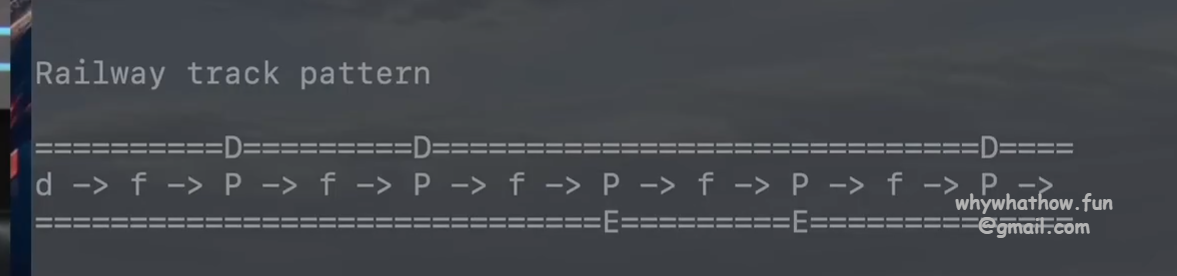 Railway track pattern
==========D=========D=============================D====
d -> f -> P -> f -> P -> f -> P -> f -> P -> f -> P ->
==============================E=========E==============
whywhathow.fun
@gmail.com